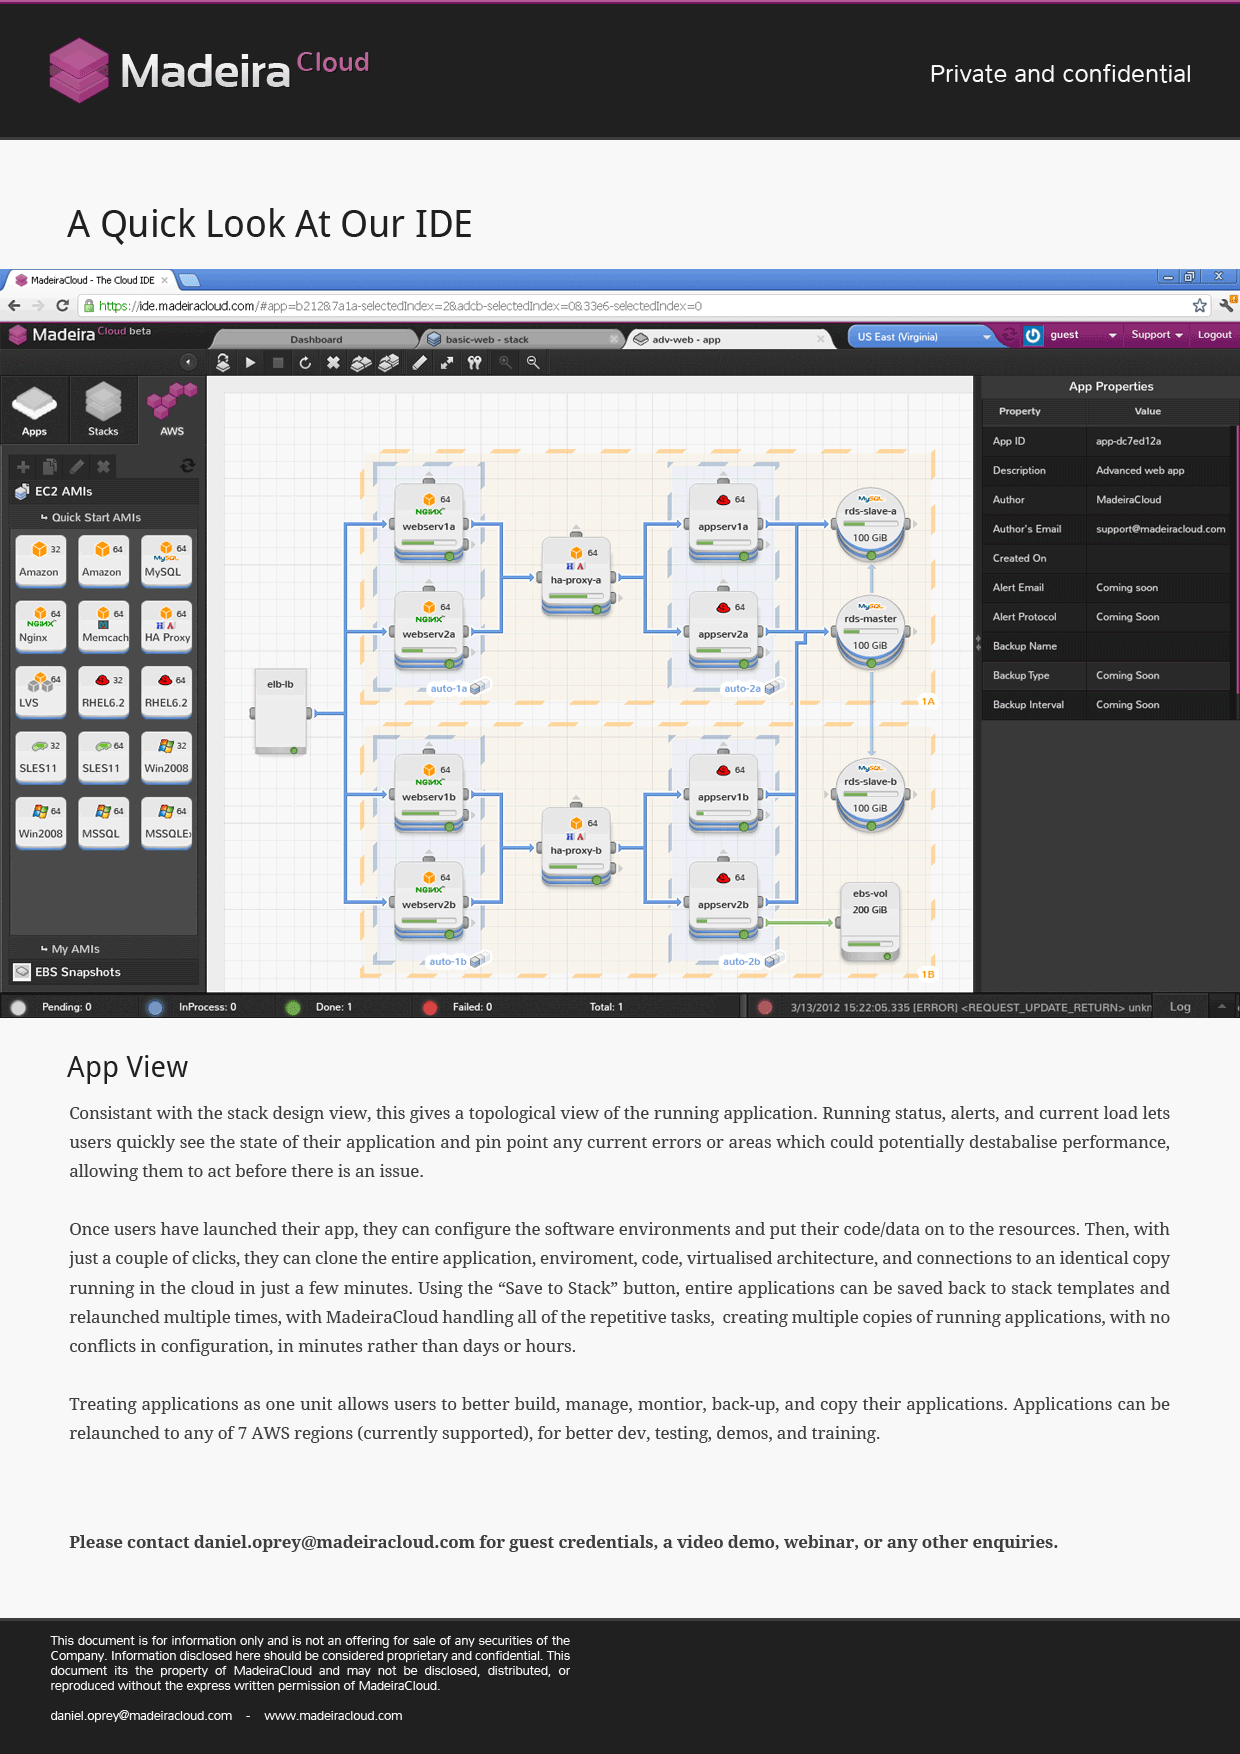 Madeira Cloud
Private and confidential
A Quick Look At Our IDE
MadeiraCloud - The Cloud IDE
https://ide.madeiracloud.com/#app=b212&7a1a-selectedIndex=2&adcb-selectedIndex=0&33e6-selectedIndex=0
Madeira Cloud beta
Dashboard
basic-web - stack
adv-web - app
US East (Virginia)
guest
Support
Logout
Apps
Stacks
AWS
EC2 AMIs
Quick Start AMIs
32 64 64
MySQL
Amazon Amazon MySQL
64 64 64
NGINX HA
Nginx Memcach HA Proxy
64 32 64
LVS RHEL6.2 RHEL6.2
32 64 32
SLES11 SLES11 Win2008
64 64 64
Win2008 MSSQL MSSQLEx
My AMIs
EBS Snapshots
elb-lb
64
NGINX
webserv1a
64
NGINX
webserv2a
auto-1a
64
HA
ha-proxy-a
64
appserv1a
64
appserv2a
auto-2a
MySQL
rds-slave-a
100 GiB
MySQL
rds-master
100 GiB
1A
64
NGINX
webserv1b
64
NGINX
webserv2b
auto-1b
64
HA
ha-proxy-b
64
appserv1b
64
appserv2b
auto-2b
MySQL
rds-slave-b
100 GiB
ebs-vol
200 GiB
1B
App Properties
Property Value
App ID app-dc7ed12a
Description Advanced web app
Author MadeiraCloud
Author's Email support@madeiracloud.com
Created On
Alert Email Coming soon
Alert Protocol Coming Soon
Backup Name
Backup Type Coming Soon
Backup Interval Coming Soon
Pending: 0 InProcess: 0 Done: 1 Failed: 0 Total: 1
3/13/2012 15:22:05.335 [ERROR] <REQUEST_UPDATE_RETURN> unkn
Log
App View
Consistant with the stack design view, this gives a topological view of the running application. Running status, alerts, and current load lets
users quickly see the state of their application and pin point any current errors or areas which could potentially destabalise performance,
allowing them to act before there is an issue.
Once users have launched their app, they can configure the software environments and put their code/data on to the resources. Then, with
just a couple of clicks, they can clone the entire application, enviroment, code, virtualised architecture, and connections to an identical copy
running in the cloud in just a few minutes. Using the “Save to Stack” button, entire applications can be saved back to stack templates and
relaunched multiple times, with MadeiraCloud handling all of the repetitive tasks,  creating multiple copies of running applications, with no
conflicts in configuration, in minutes rather than days or hours.
Treating applications as one unit allows users to better build, manage, montior, back-up, and copy their applications. Applications can be
relaunched to any of 7 AWS regions (currently supported), for better dev, testing, demos, and training.
Please contact daniel.oprey@madeiracloud.com for guest credentials, a video demo, webinar, or any other enquiries.
This document is for information only and is not an offering for sale of any securities of the
Company. Information disclosed here should be considered proprietary and confidential. This
document its the property of MadeiraCloud and may not be disclosed, distributed, or
reproduced without the express written permission of MadeiraCloud.
daniel.oprey@madeiracloud.com - www.madeiracloud.com